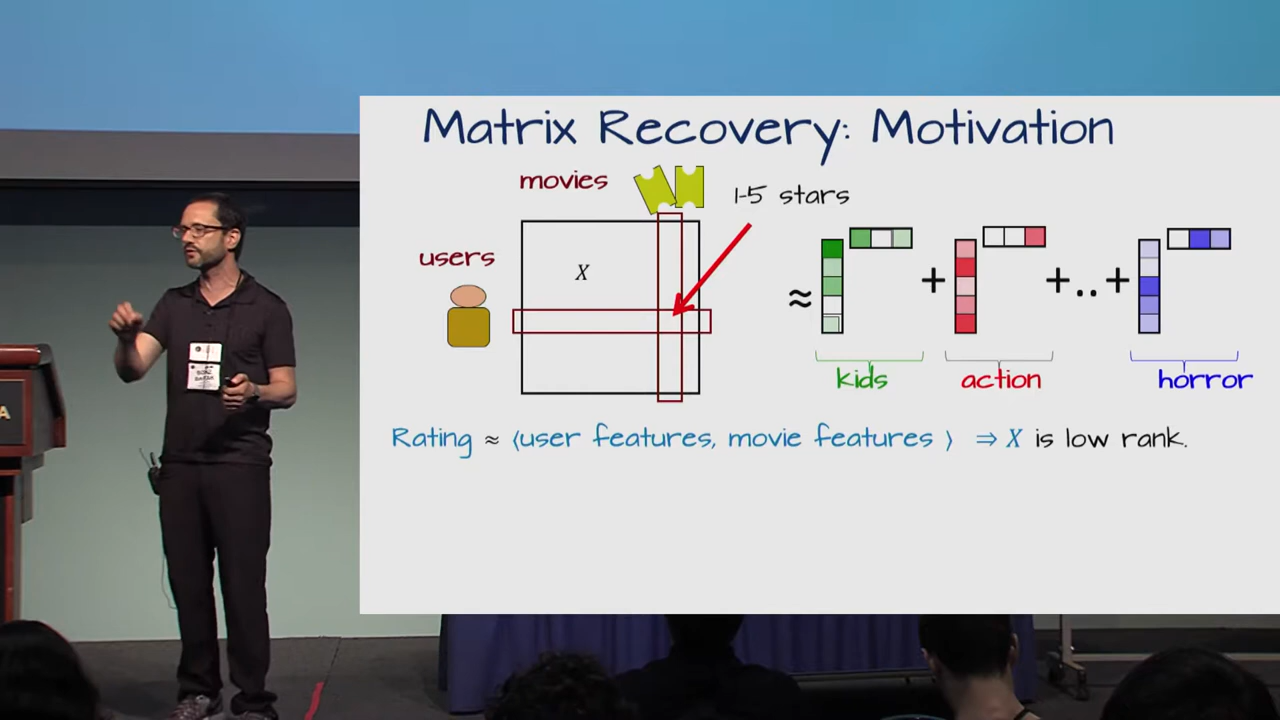 Matrix Recovery: Motivation
movies
1-5 stars
users
X
≈ + +..+
kids action horror
Rating ≈ ⟨user features, movie features ⟩ ⇒ X is low rank.
A